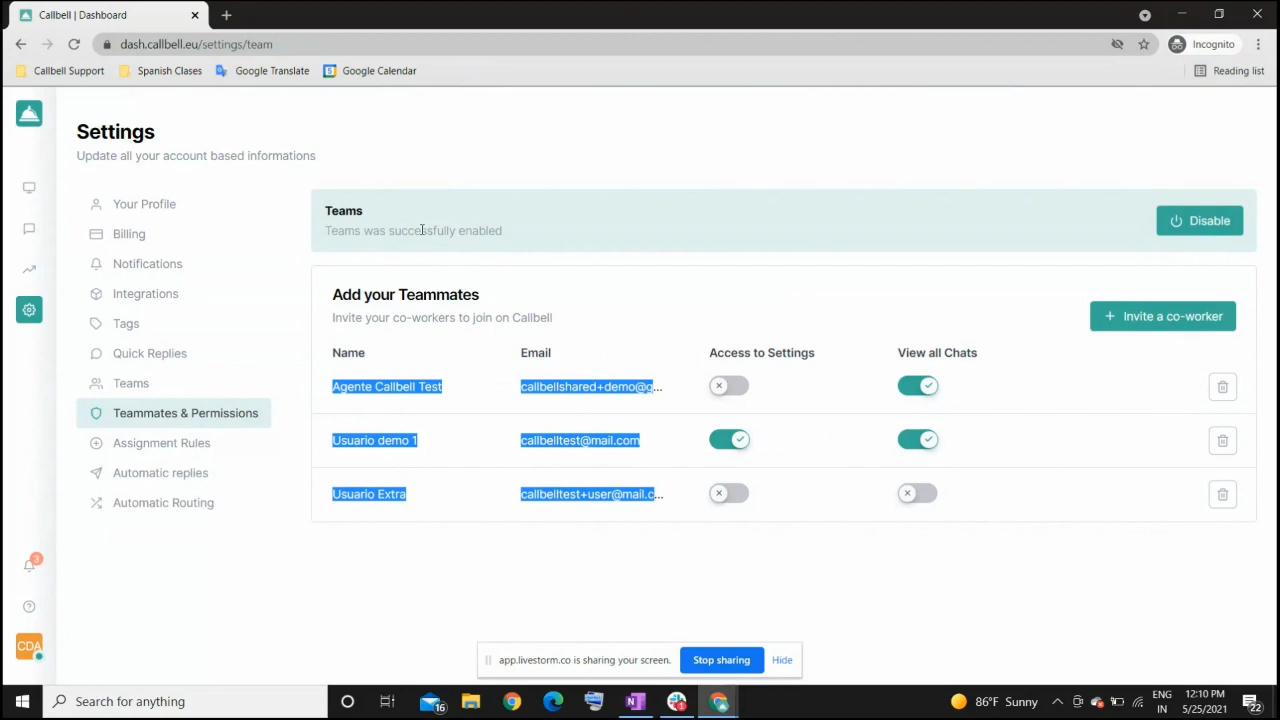 Callbell | Dashboard
dash.callbell.eu/settings/team
Incognito
Callbell Support
Spanish Clases
Google Translate
Google Calendar
Reading list
Settings
Update all your account based informations
Your Profile
Billing
Notifications
Integrations
Tags
Quick Replies
Teams
Teammates & Permissions
Assignment Rules
Automatic replies
Automatic Routing
Teams
Teams was successfully enabled
Disable
Add your Teammates
Invite your co-workers to join on Callbell
+ Invite a co-worker
Name Email Access to Settings View all Chats
Agente Callbell Test callbellshared+demo@g...
Usuario demo 1 callbelltest@mail.com
Usuario Extra callbelltest+user@mail.c...
3
CDA
app.livestorm.co is sharing your screen. Stop sharing Hide
Search for anything
16
1
86°F Sunny
ENG
IN
12:10 PM
5/25/2021
22